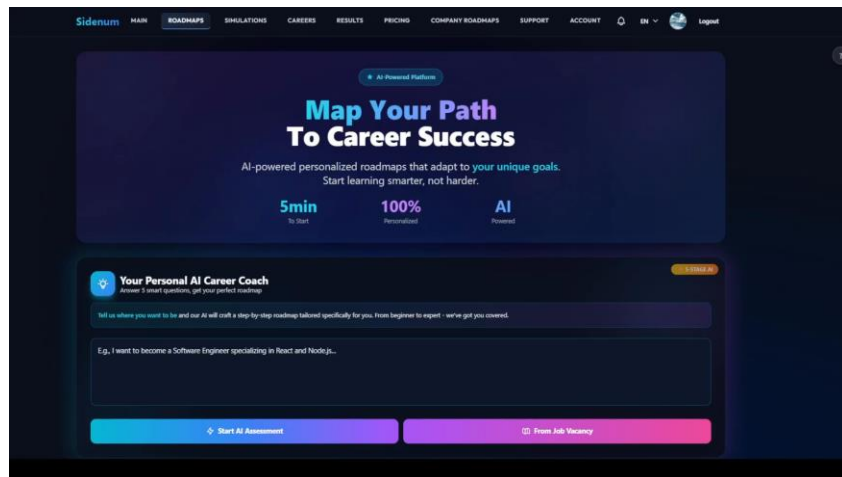 Sidenum
MAIN
ROADMAPS
SIMULATIONS
CAREERS
RESULTS
PRICING
COMPANY ROADMAPS
SUPPORT
ACCOUNT
EN
Logout
AI-Powered Platform
Map Your Path
To Career Success
AI-powered personalized roadmaps that adapt to your unique goals.
Start learning smarter, not harder.
5min
To Start
100%
Personalized
AI
Powered
5-STAGE AI
Your Personal AI Career Coach
Answer 5 smart questions, get your perfect roadmap
Tell us where you want to be and our AI will craft a step-by-step roadmap tailored specifically for you. From beginner to expert - we've got you covered.
E.g., I want to become a Software Engineer specializing in React and Node.js...
Start AI Assessment
From Job Vacancy